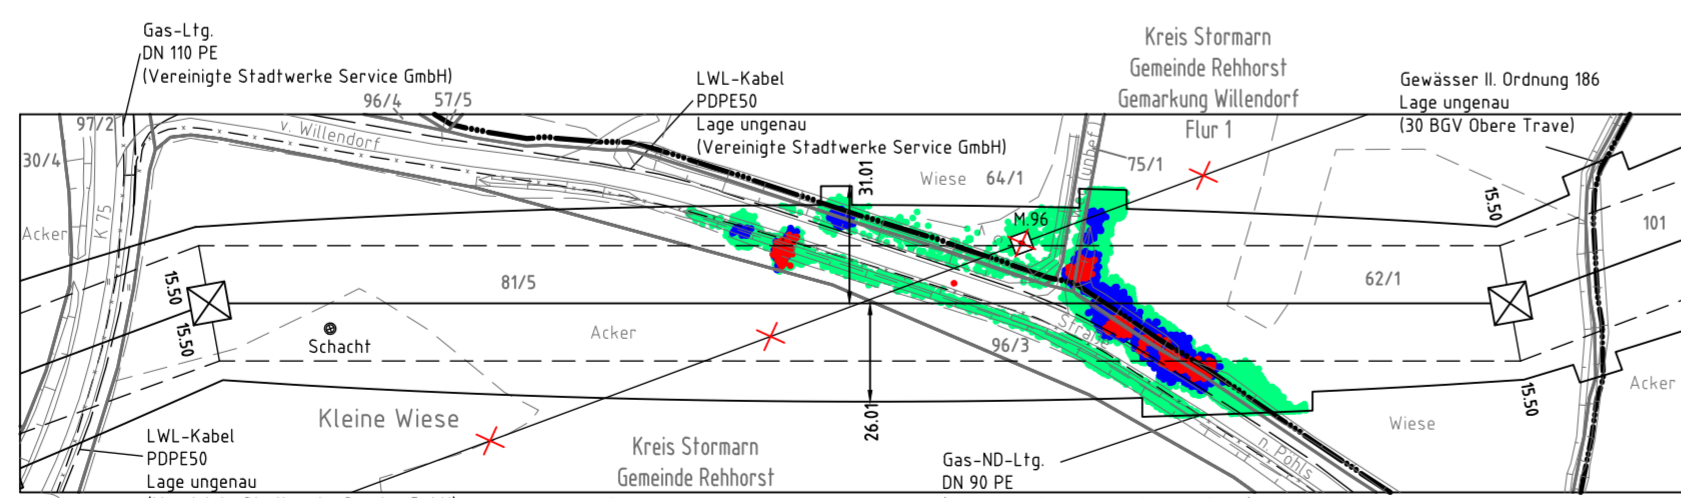 Gas-Ltg.
DN 110 PE
(Vereinigte Stadtwerke Service GmbH)
96/4
57/5
97/2
30/4
v. Willendorf
K 75
Acker
LWL-Kabel
PDPE50
Lage ungenau
(Vereinigte Stadtwerke Service GmbH)
31.01
Wiese 64/1
M.96
Kreis Stormarn
Gemeinde Rehhorst
Gemarkung Willendorf
Flur 1
75/1
Gewässer II. Ordnung 186
Lage ungenau
(30 BGV Obere Trave)
15.50
101
15.50
15.50
81/5
Schacht
Acker
Straße
96/3
62/1
26.01
15.50
Acker
Wiese
Kleine Wiese
Kreis Stormarn
Gemeinde Rehhorst
LWL-Kabel
PDPE50
Lage ungenau
Gas-ND-Ltg.
DN 90 PE
n. Pohls